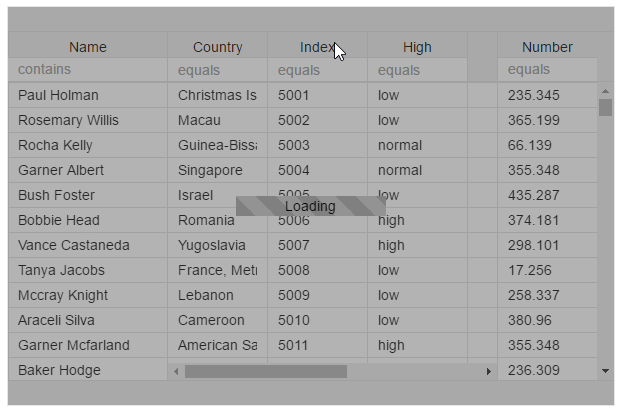 Name Country Index High Number
contains equals equals equals equals
Paul Holman Christmas Is 5001 low 235.345
Rosemary Willis Macau 5002 low 365.199
Rocha Kelly Guinea-Bissa 5003 normal 66.139
Garner Albert Singapore 5004 normal 355.348
Bush Foster Israel 5005 low 435.287
Loading
Bobbie Head Romania 5006 high 374.181
Vance Castaneda Yugoslavia 5007 high 298.101
Tanya Jacobs France, Metr 5008 low 17.256
Mccray Knight Lebanon 5009 low 258.337
Araceli Silva Cameroon 5010 low 380.96
Garner Mcfarland American Sa 5011 high 355.348
Baker Hodge 236.309